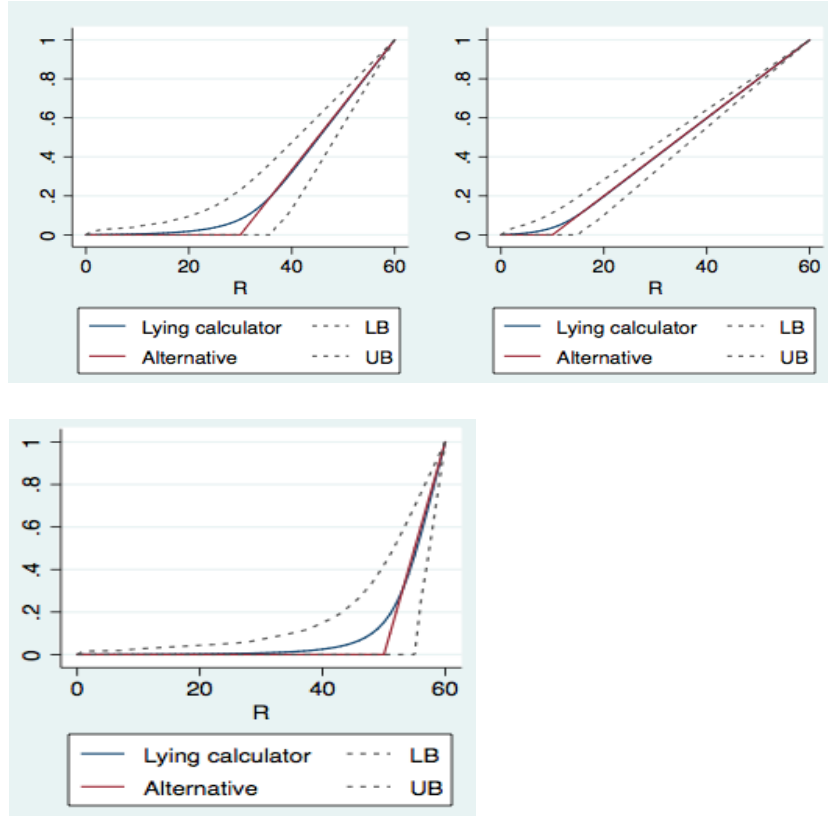 1
.8
.6
.4
.2
0
0 20 40 60
R
Lying calculator LB
Alternative UB
1
.8
.6
.4
.2
0
0 20 40 60
R
Lying calculator LB
Alternative UB
1
.8
.6
.4
.2
0
0 20 40 60
R
Lying calculator LB
Alternative UB